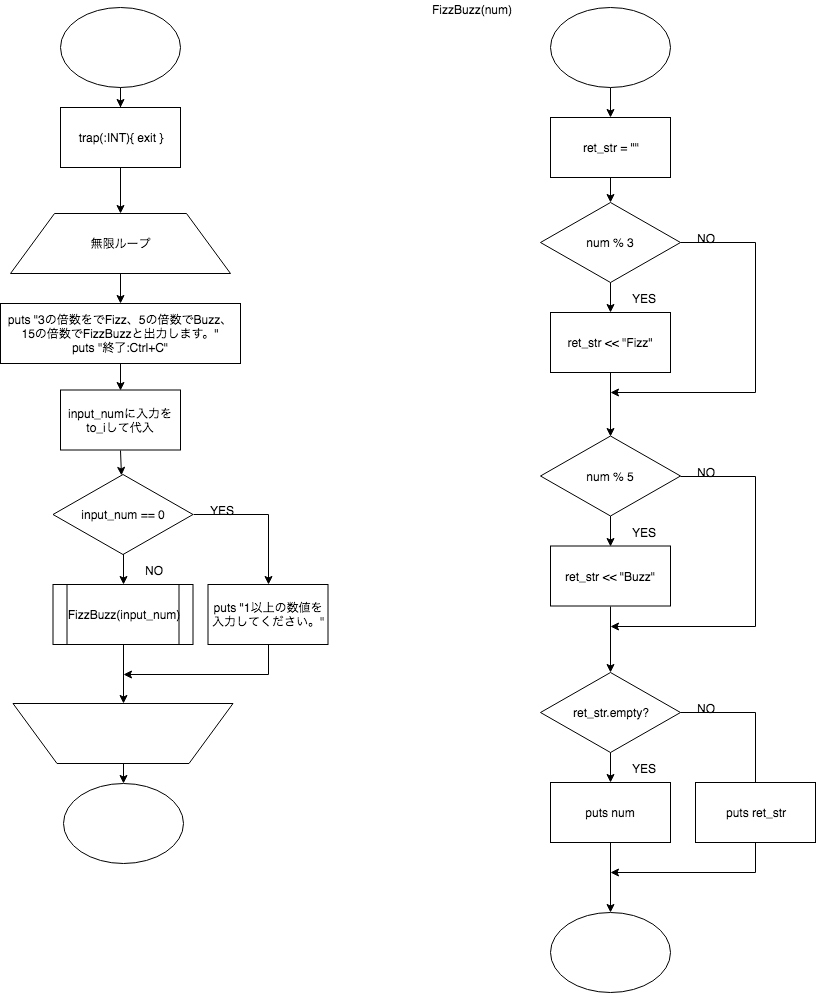 trap(:INT){ exit }
無限ループ
puts "3の倍数をでFizz、5の倍数でBuzz、
15の倍数でFizzBuzzと出力します。"
puts "終了:Ctrl+C"
input_numに入力を
to_iして代入
input_num == 0
YES
NO
FizzBuzz(input_num)
puts "1以上の数値を
入力してください。"
FizzBuzz(num)
ret_str = ""
num % 3
NO
YES
ret_str << "Fizz"
num % 5
NO
YES
ret_str << "Buzz"
ret_str.empty?
NO
YES
puts num
puts ret_str